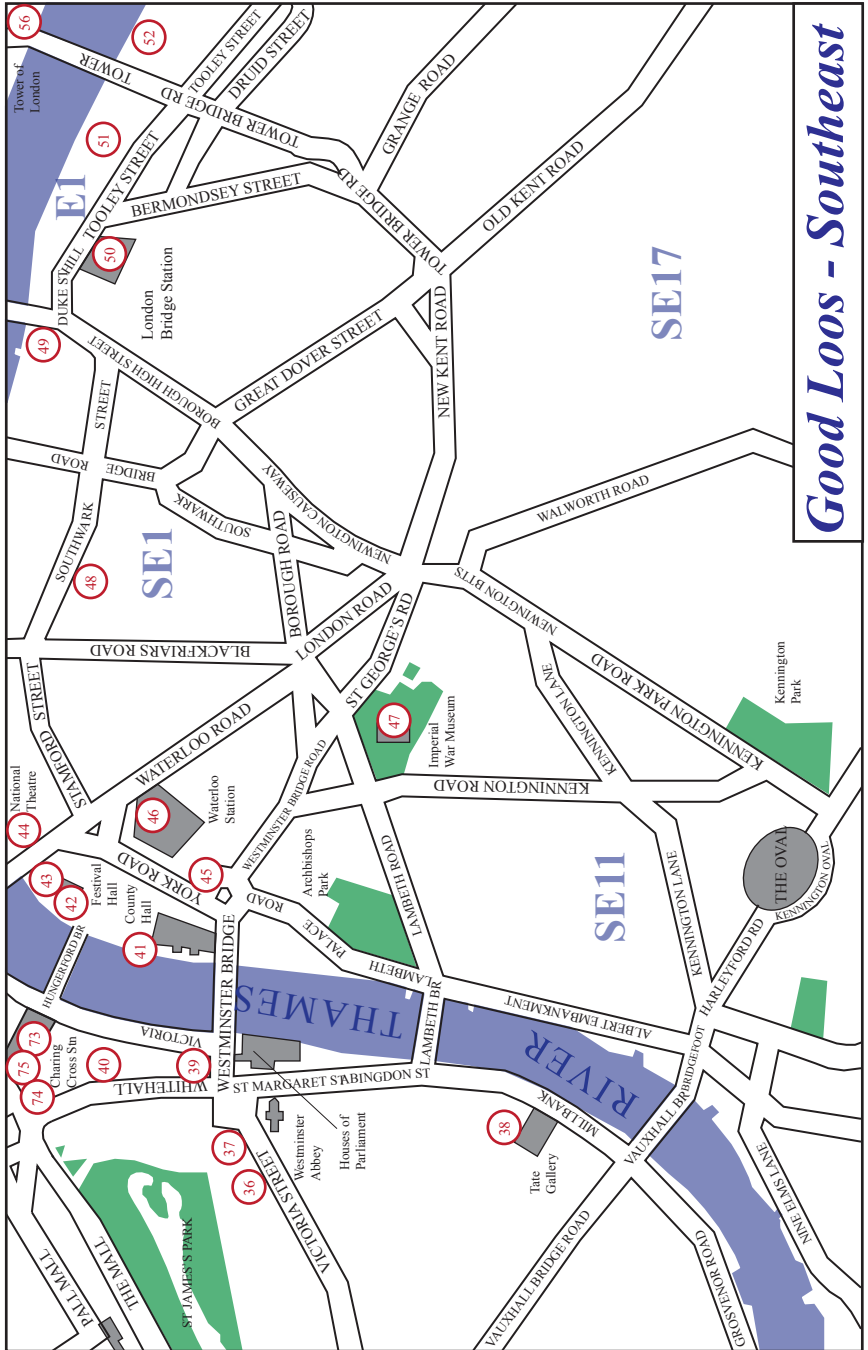 Good Loos - Southeast
PALL MALL
THE MALL
ST JAMES'S PARK
74
75
73
Charing
Cross Stn
40
WHITEHALL
39
VICTORIA
37
36
VICTORIA STREET
Westminster
Abbey
Houses of
Parliament
ST MARGARET ST
ABINGDON ST
HUNGERFORD BR
WESTMINSTER BRIDGE
LAMBETH BR
RIVER
THAMES
38
Tate
Gallery
MILLBANK
VAUXHALL BRIDGE ROAD
GROSVENOR ROAD
VAUXHALL BR
BRIDGEFOOT
NINE ELMS LANE
HARLEYFORD RD
ALBERT EMBANKMENT
41
County
Hall
42
43
Festival
Hall
44
National
Theatre
YORK ROAD
45
46
Waterloo
Station
WATERLOO ROAD
STAMFORD
STREET
WESTMINSTER BRIDGE ROAD
LAMBETH
PALACE
ROAD
Archbishops
Park
LAMBETH ROAD
KENNINGTON ROAD
KENNINGTON LANE
KENNINGTON LANE
SE11
THE OVAL
KENNINGTON OVAL
Kennington
Park
KENNINGTON PARK ROAD
47
Imperial
War Museum
ST GEORGE'S RD
LONDON ROAD
BLACKFRIARS ROAD
BOROUGH ROAD
NEWINGTON BTTS
NEWINGTON CAUSEWAY
WALWORTH ROAD
SE1
48
SOUTHWARK
STREET
SOUTHWARK
BRIDGE
ROAD
49
BOROUGH HIGH STREET
GREAT DOVER STREET
NEW KENT ROAD
OLD KENT ROAD
SE17
DUKE ST HILL
50
London
Bridge Station
TOOLEY STREET
E1
51
BERMONDSEY STREET
TOWER BRIDGE RD
TOWER BRIDGE RD
GRANGE ROAD
TOWER
TOOLEY STREET
DRUID STREET
52
56
Tower of
London